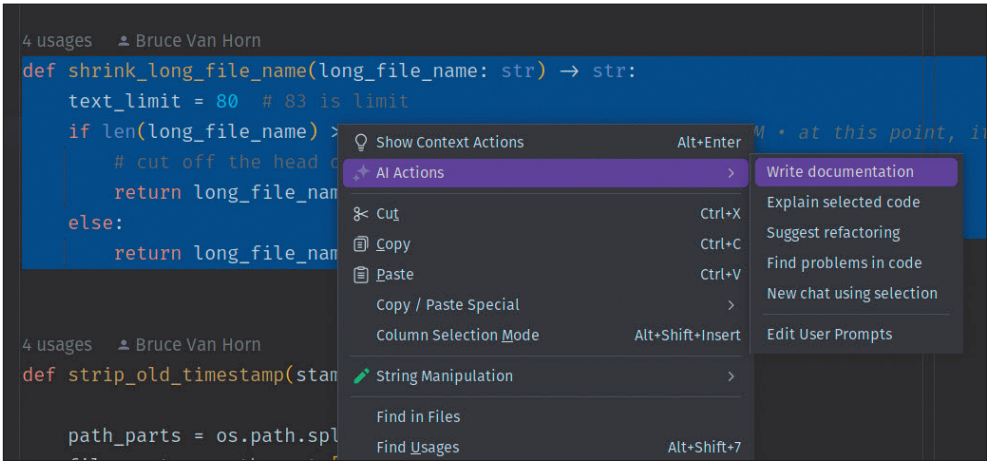 4 usages Bruce Van Horn
def shrink_long_file_name(long_file_name: str) → str:
text_limit = 80 # 83 is limit
if len(long_file_name) > M • at this point, i
# cut off the head
return long_file_nam
else:
return long_file_nam
4 usages Bruce Van Horn
def strip_old_timestamp(stam
path_parts = os.path.spl
Show Context Actions Alt+Enter
AI Actions
Cut Ctrl+X
Copy Ctrl+C
Paste Ctrl+V
Copy / Paste Special
Column Selection Mode Alt+Shift+Insert
String Manipulation
Find in Files
Find Usages Alt+Shift+7
Write documentation
Explain selected code
Suggest refactoring
Find problems in code
New chat using selection
Edit User Prompts